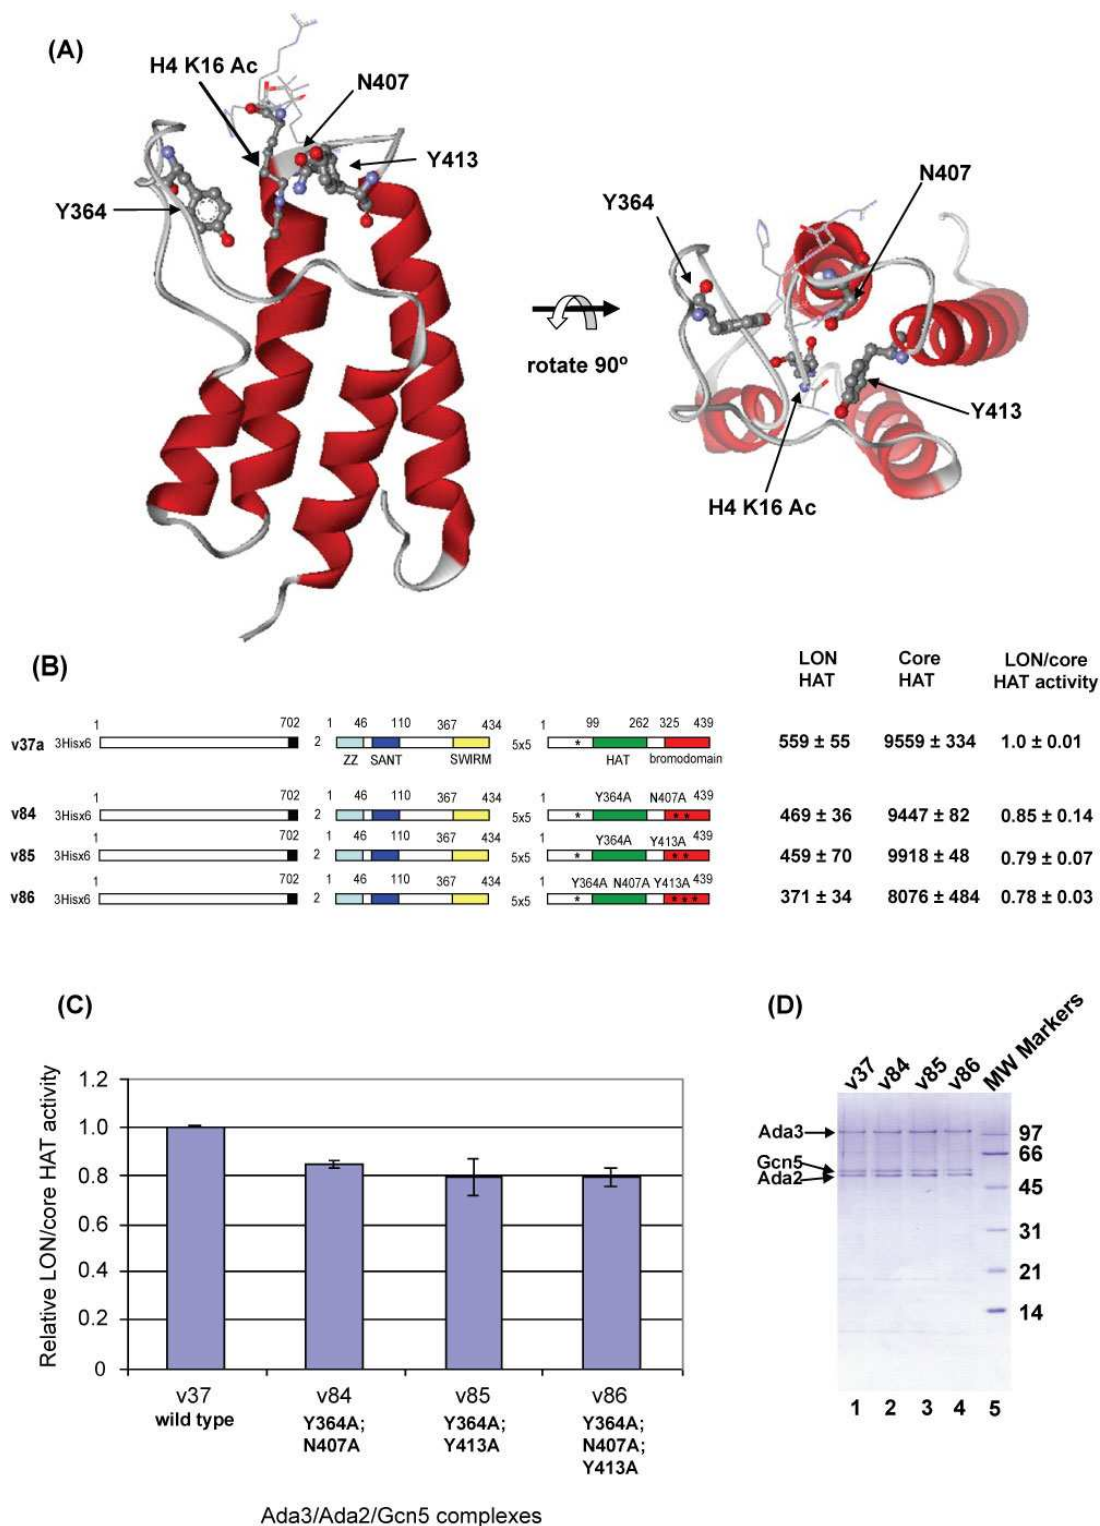 (A)
H4 K16 Ac
N407
Y413
Y364
Y364
N407
rotate 90º
Y413
H4 K16 Ac
(B)
LON HAT
Core HAT
LON/core HAT activity
1 702 1 46 110 367 434 1 99 262 325 439
v37a 3Hisx6 2 5x5 * 559 ± 55 9559 ± 334 1.0 ± 0.01
ZZ SANT SWIRM HAT bromodomain
1 702 1 46 110 367 434 1 Y364A N407A 439
v84 3Hisx6 2 5x5 * ** 469 ± 36 9447 ± 82 0.85 ± 0.14
1 702 1 46 110 367 434 1 Y364A Y413A 439
v85 3Hisx6 2 5x5 * ** 459 ± 70 9918 ± 48 0.79 ± 0.07
1 702 1 46 110 367 434 1 Y364A N407A Y413A 439
v86 3Hisx6 2 5x5 * *** 371 ± 34 8076 ± 484 0.78 ± 0.03
(C)
Relative LON/core HAT activity
1.2
1.0
0.8
0.6
0.4
0.2
0
v37 v84 v85 v86
wild type
Y364A; N407A
Y364A; Y413A
Y364A; N407A; Y413A
Ada3/Ada2/Gcn5 complexes
(D)
v37 v84 v85 v86 MW Markers
Ada3
Gcn5
Ada2
97
66
45
31
21
14
1 2 3 4 5